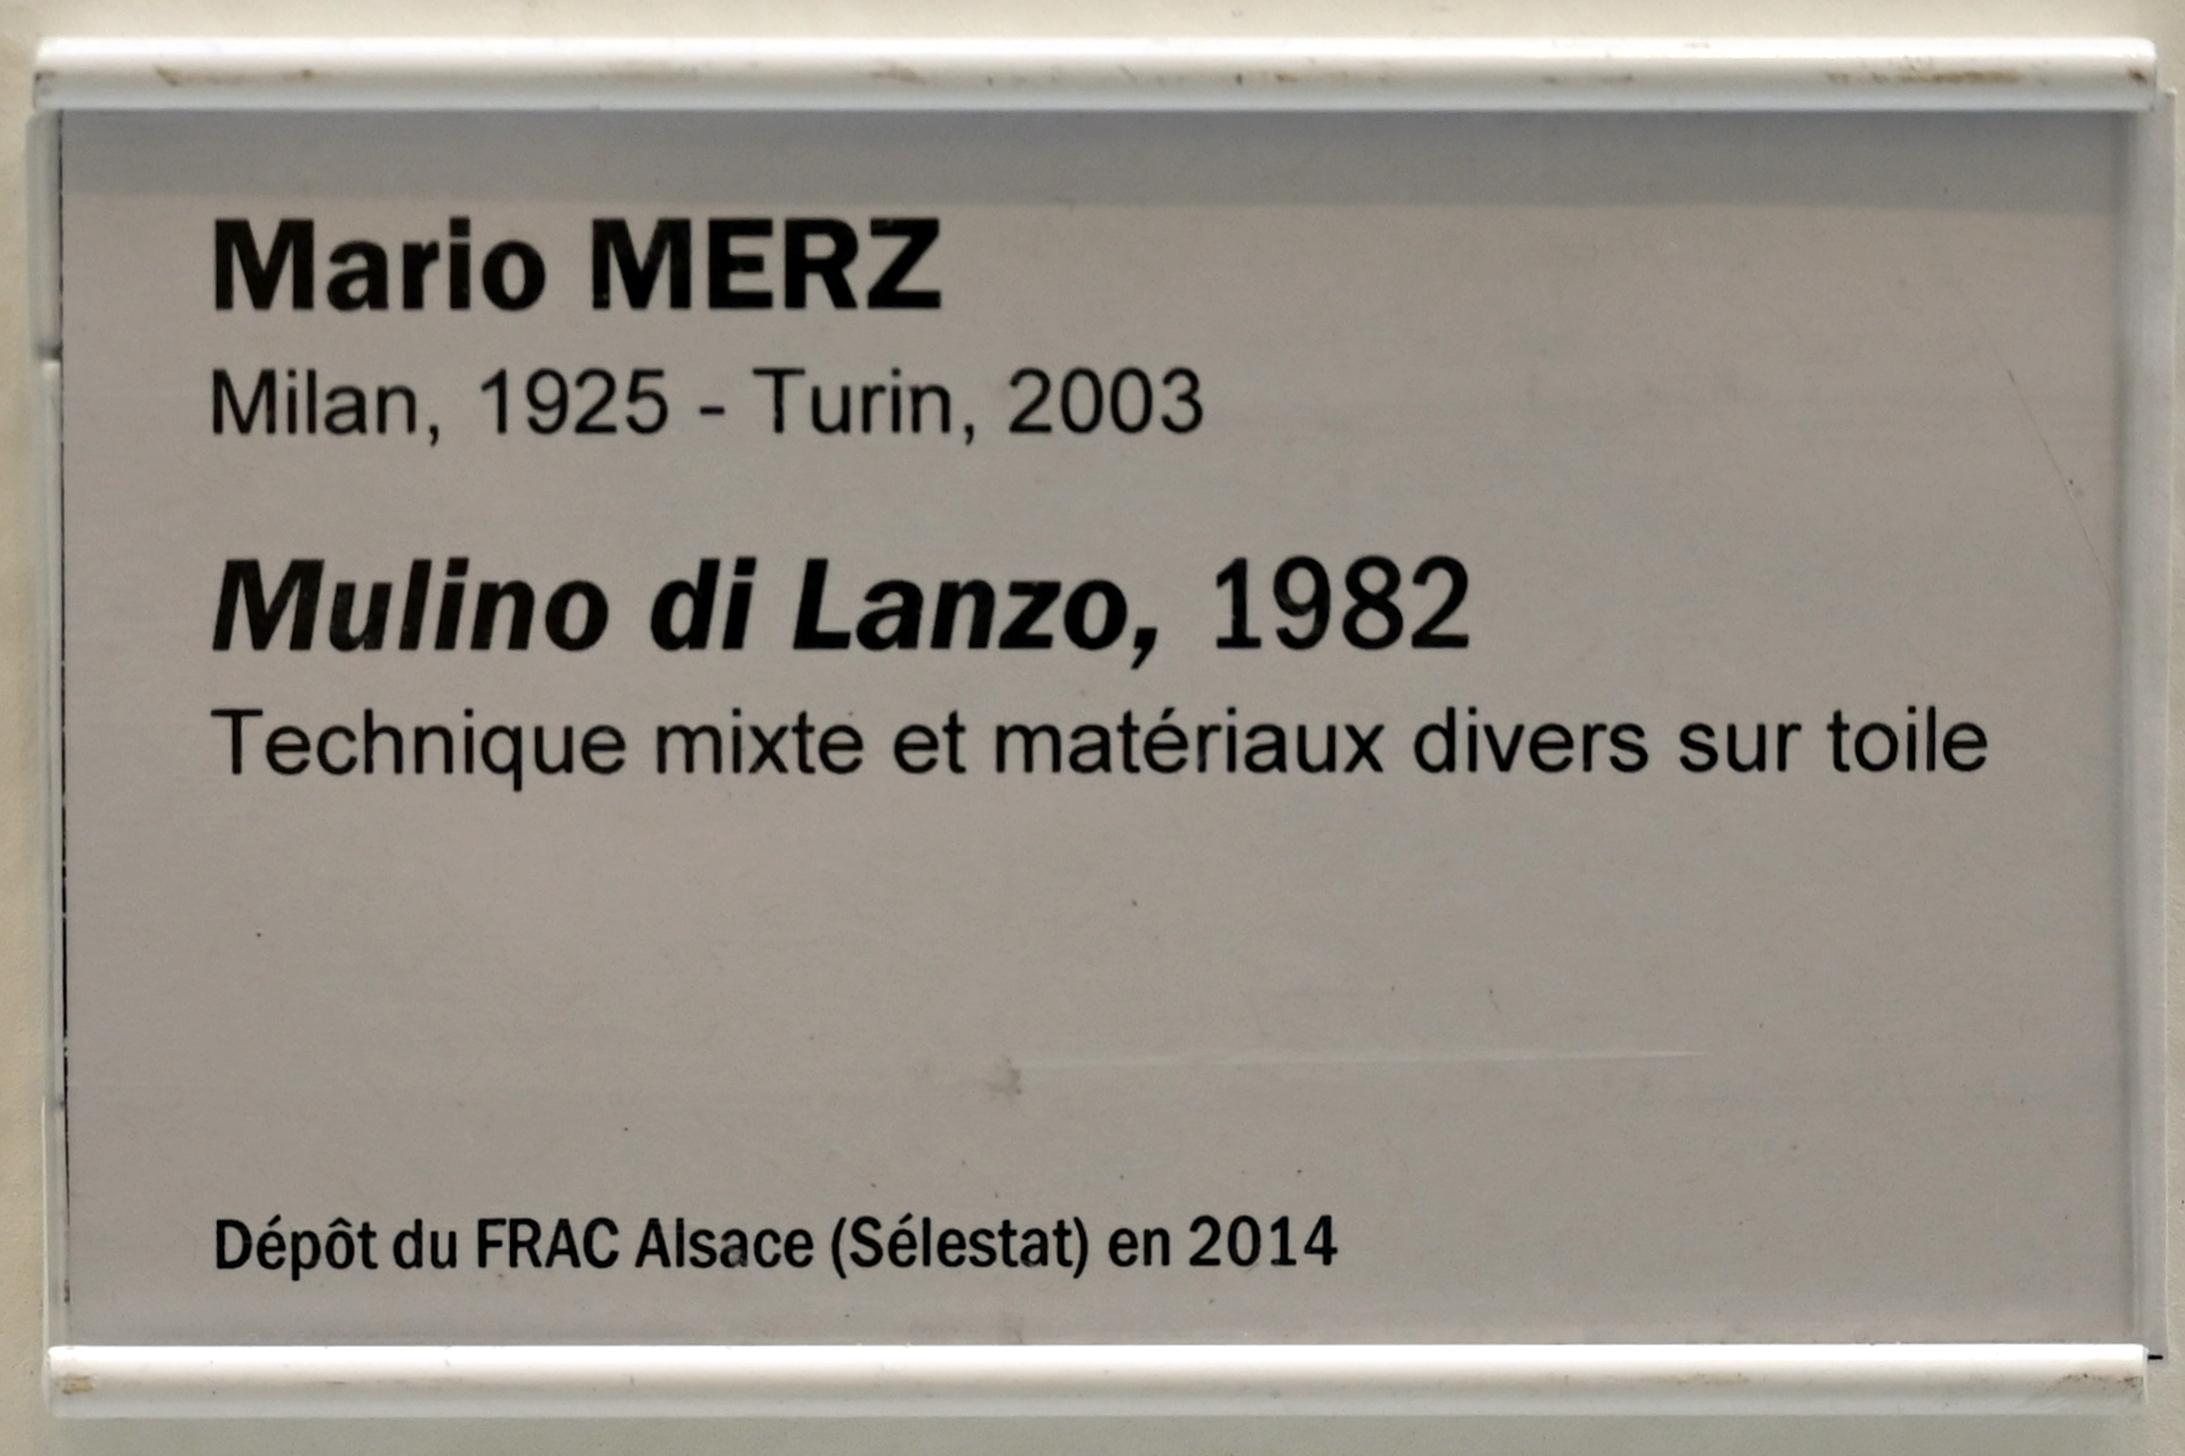 Mario MERZ
Milan, 1925 - Turin, 2003
Mulino di Lanzo, 1982
Technique mixte et matériaux divers sur toile
Dépôt du FRAC Alsace (Sélestat) en 2014